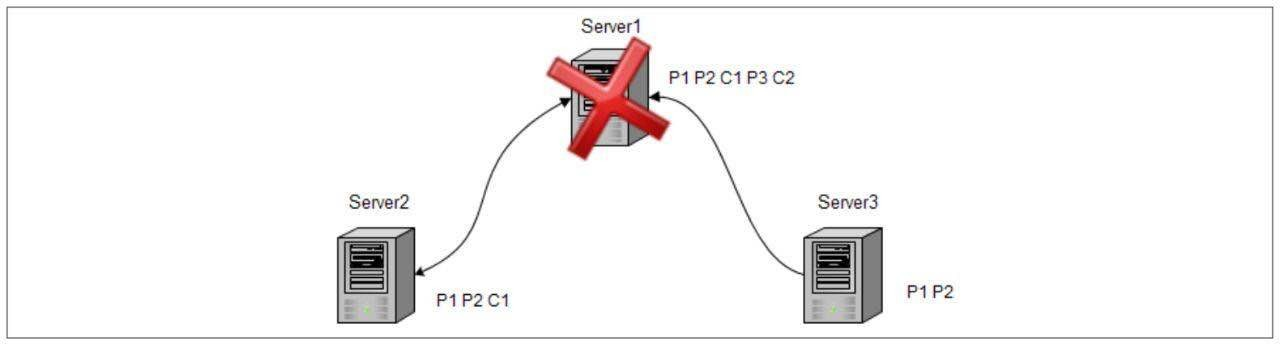 Server1
P1 P2 C1 P3 C2
Server2
Server3
P1 P2 C1
P1 P2